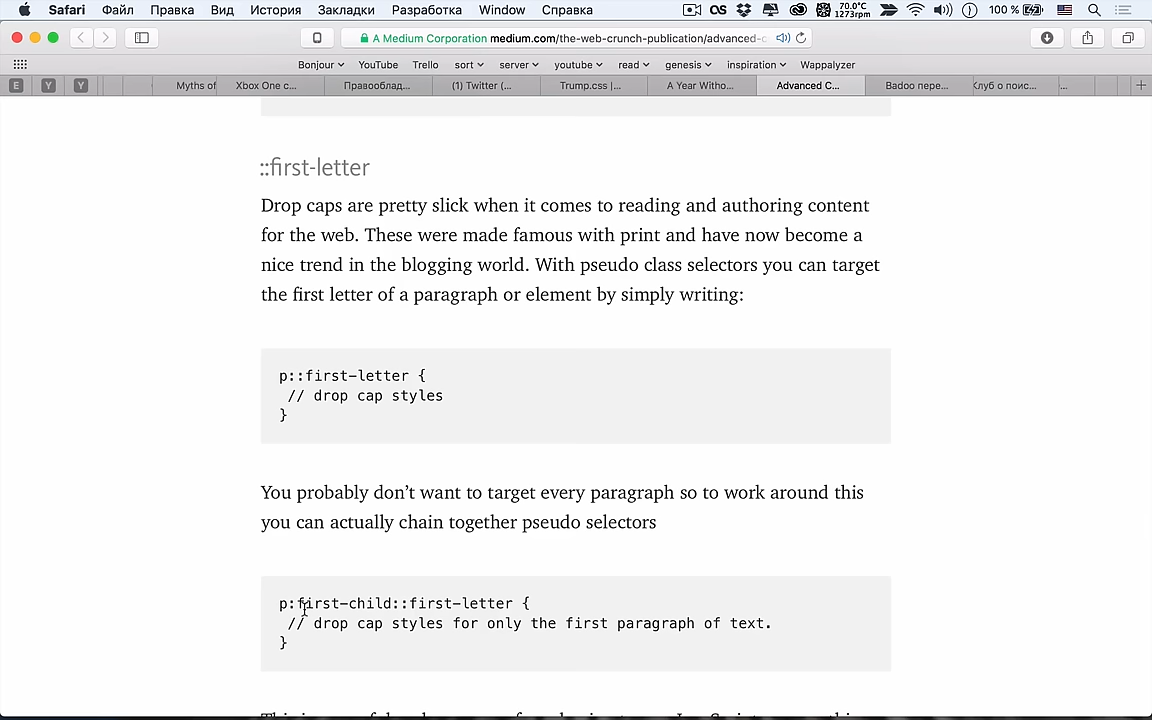 Safari Файл Правка Вид История Закладки Разработка Window Справка 70.0°C 1273rpm 100 %
A Medium Corporation medium.com/the-web-crunch-publication/advanced-c
Bonjour YouTube Trello sort server youtube read genesis inspiration Wappalyzer
E Y Y Myths of Xbox One c... Правооблад... (1) Twitter (... Trump.css |... A Year Witho... Advanced C... Badoo пере... Клуб о поис... ...
::first-letter
Drop caps are pretty slick when it comes to reading and authoring content
for the web. These were made famous with print and have now become a
nice trend in the blogging world. With pseudo class selectors you can target
the first letter of a paragraph or element by simply writing:
p::first-letter {
// drop cap styles
}
You probably don’t want to target every paragraph so to work around this
you can actually chain together pseudo selectors
p:first-child::first-letter {
// drop cap styles for only the first paragraph of text.
}